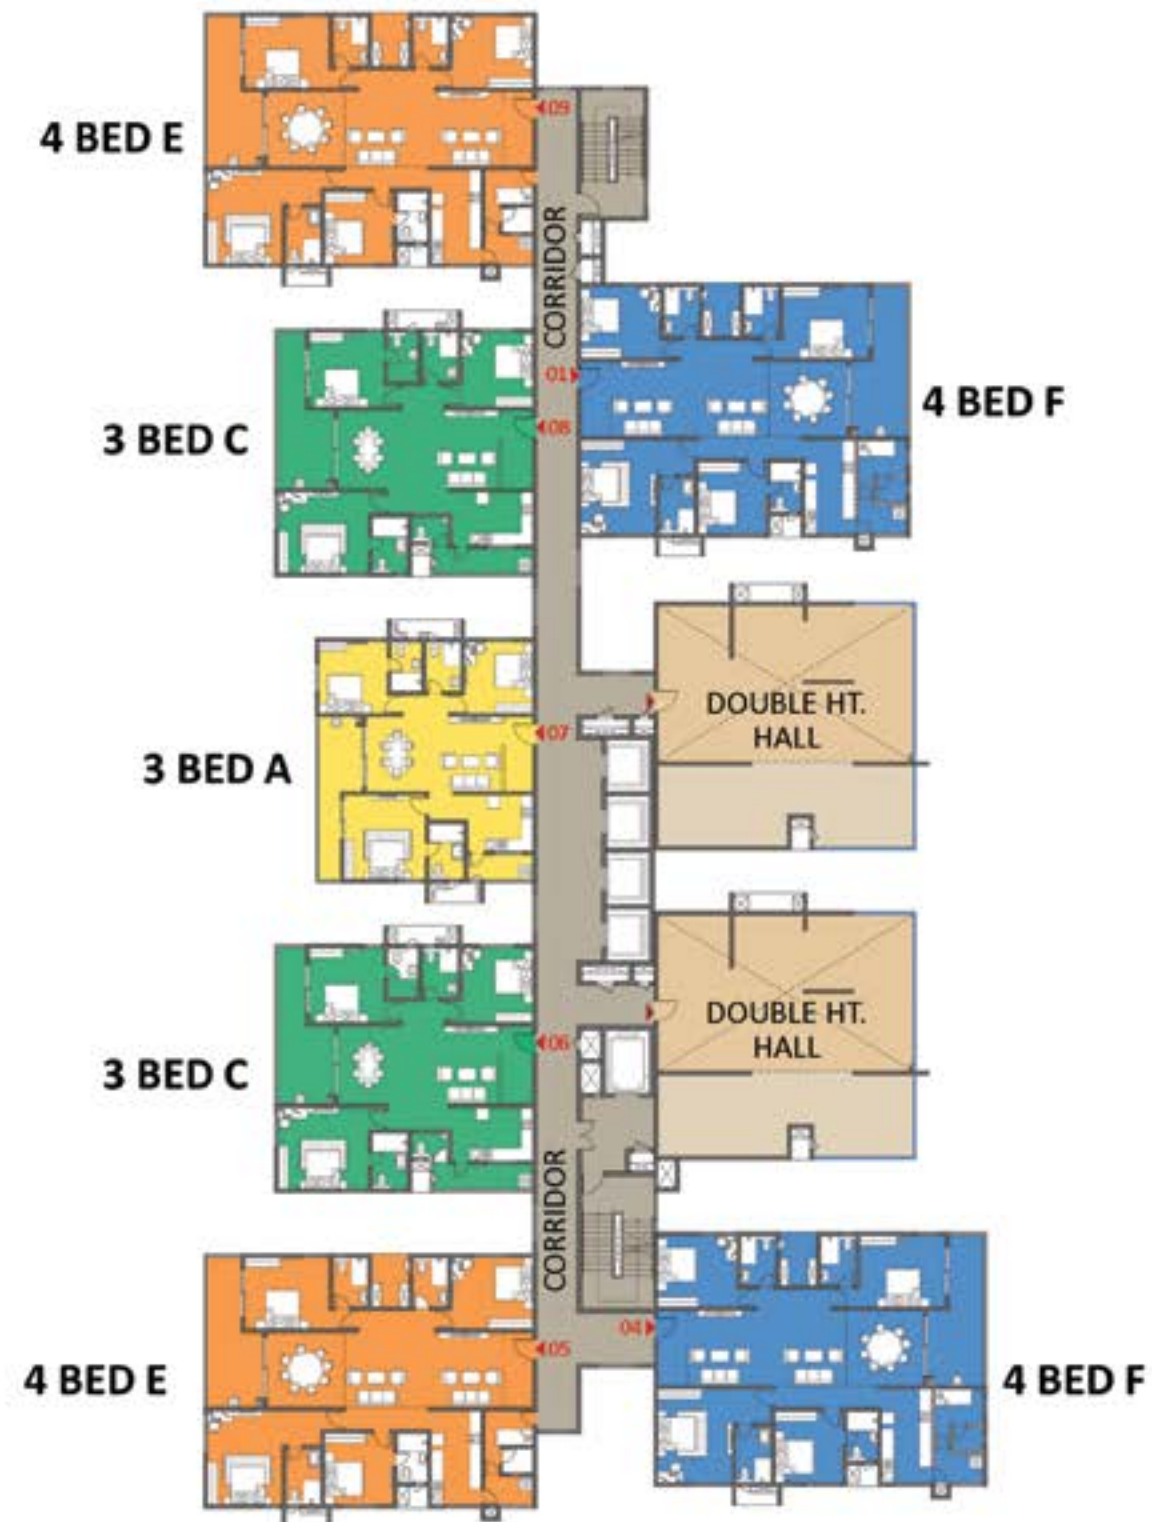 09
4 BED E
CORRIDOR
01
4 BED F
3 BED C
08
DOUBLE HT.
HALL
07
3 BED A
DOUBLE HT.
HALL
06
3 BED C
CORRIDOR
04
05
4 BED E
4 BED F